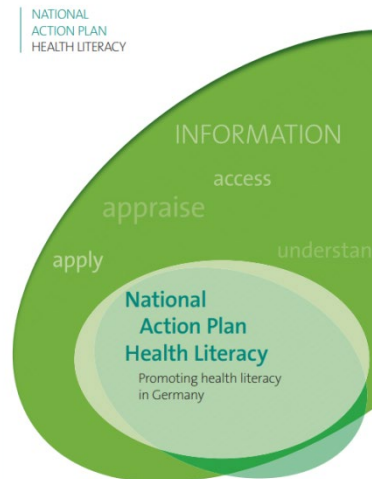 NATIONAL
ACTION PLAN
HEALTH LITERACY
INFORMATION
access
appraise
understan
apply
National
Action Plan
Health Literacy
Promoting health literacy
in Germany